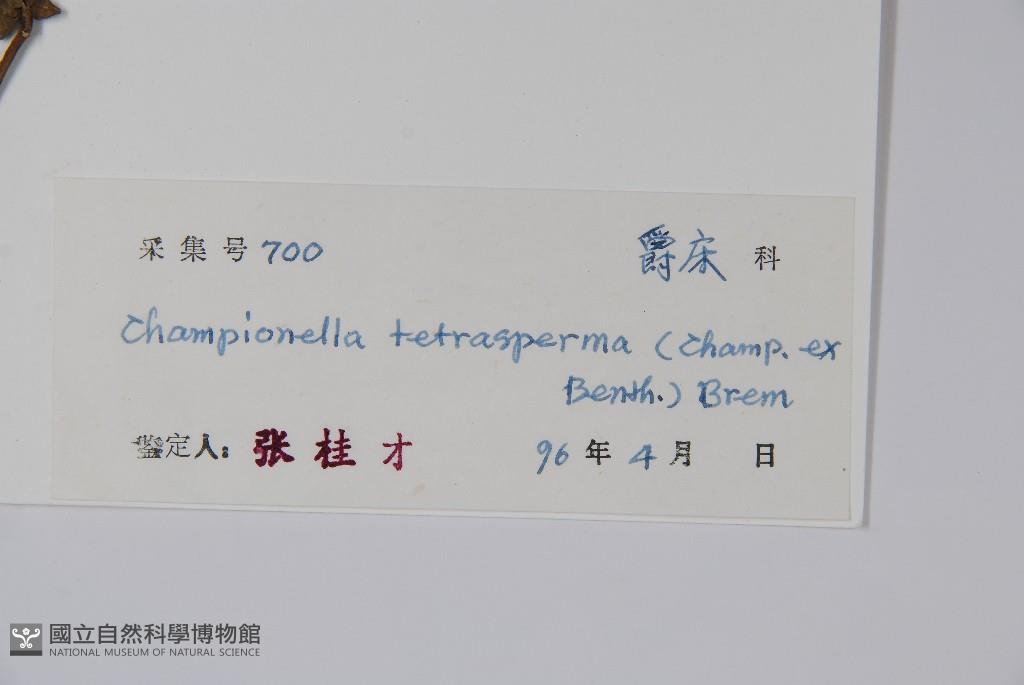 采集号 700 爵床 科
Championella tetrasperma (Champ. ex
Benth.) Brem
鉴定人: 张桂才 96 年 4 月 日
國立自然科學博物館
NATIONAL MUSEUM OF NATURAL SCIENCE